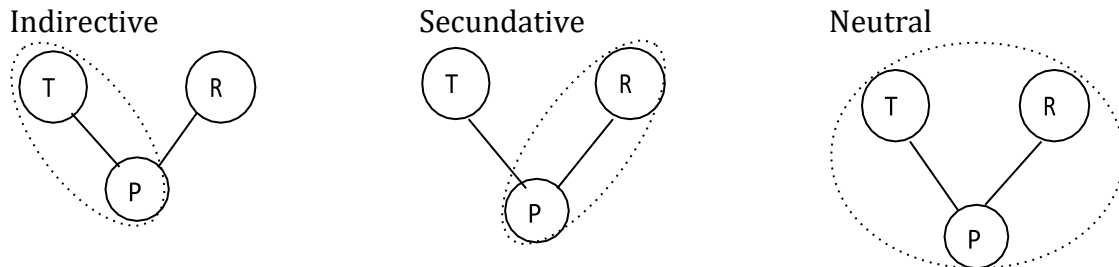 Indirective Secundative Neutral
T R T R T R
P P P